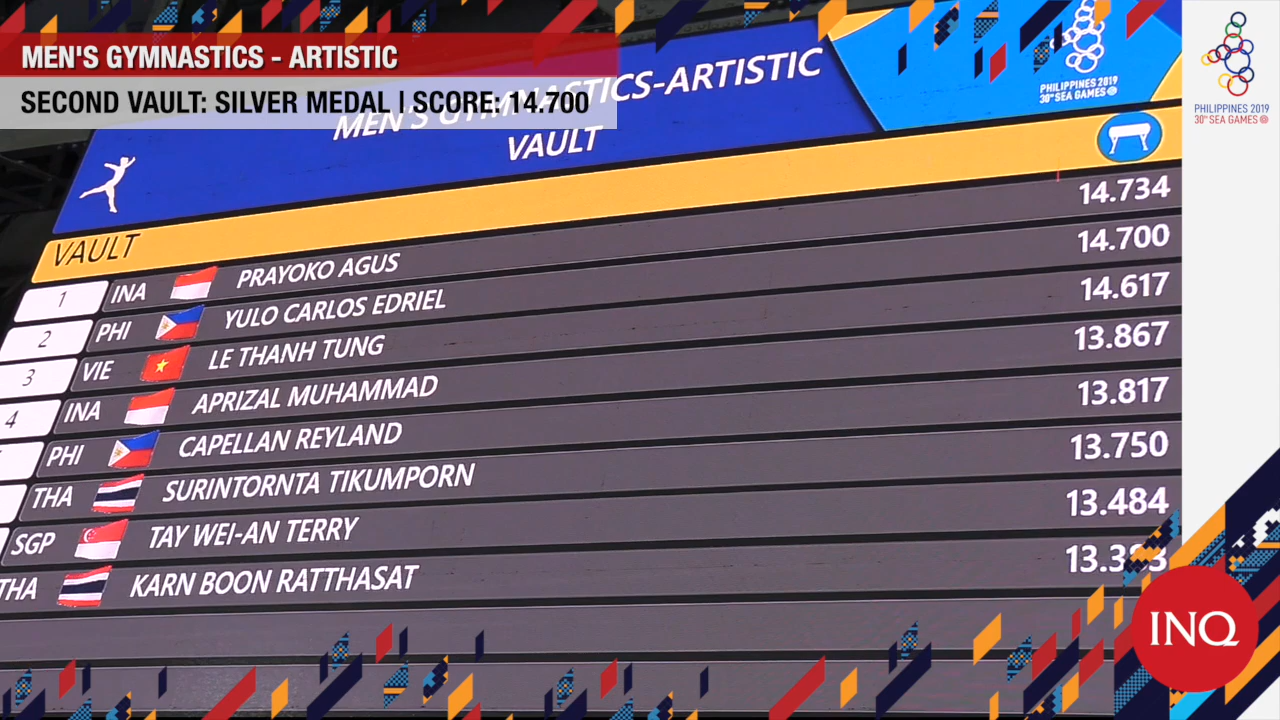 MEN'S GYMNASTICS - ARTISTIC
SECOND VAULT: SILVER MEDAL | SCORE: 14.700
MEN'S GYMNASTICS-ARTISTIC
VAULT
PHILIPPINES 2019
30TH SEA GAMES
PHILIPPINES 2019
30TH SEA GAMES
VAULT
1 INA PRAYOKO AGUS 14.734
2 PHI YULO CARLOS EDRIEL 14.700
3 VIE LE THANH TUNG 14.617
4 INA APRIZAL MUHAMMAD 13.867
PHI CAPELLAN REYLAND 13.817
THA SURINTORNTA TIKUMPORN 13.750
SGP TAY WEI-AN TERRY 13.484
THA KARN BOON RATTHASAT
INQ